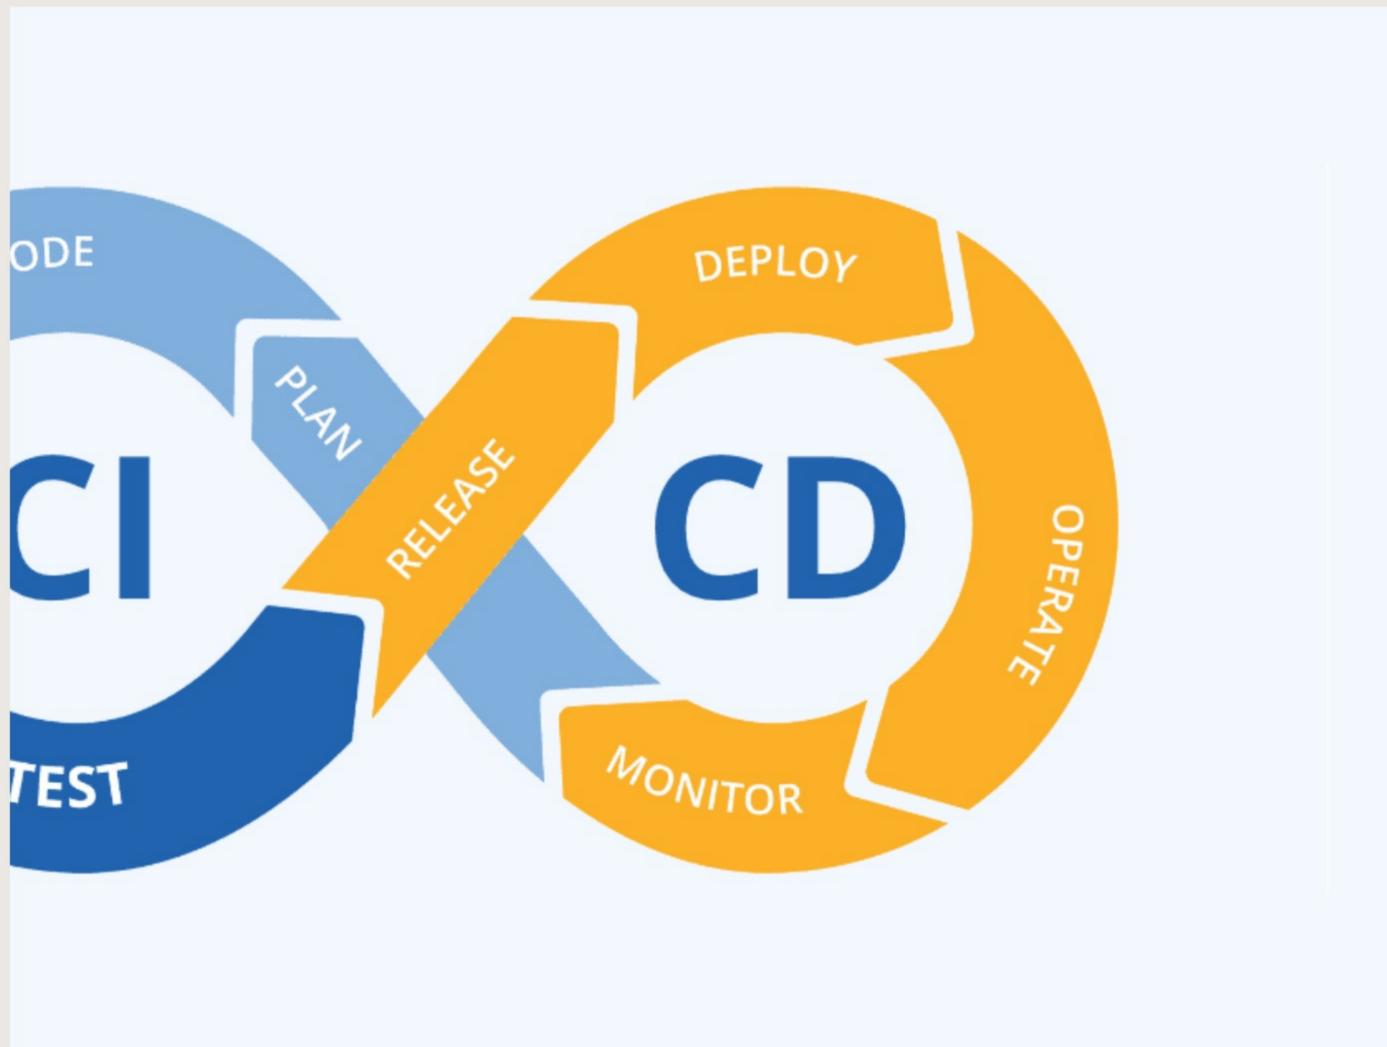 ODE
PLAN
CI
TEST
RELEASE
DEPLOY
CD
OPERATE
MONITOR